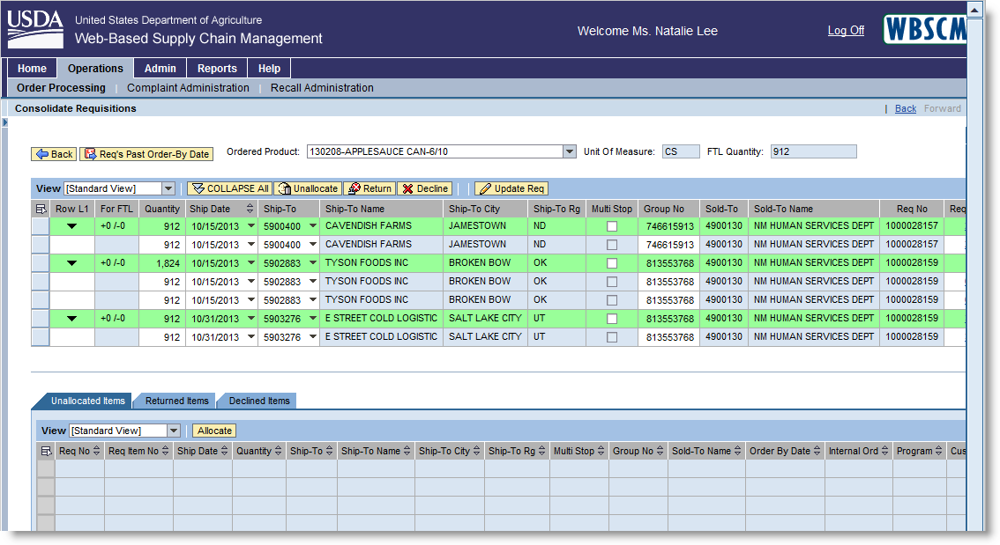 USDA United States Department of Agriculture
Web-Based Supply Chain Management
Welcome Ms. Natalie Lee Log Off WBSCM
Home Operations Admin Reports Help
Order Processing | Complaint Administration | Recall Administration
Consolidate Requisitions | Back Forward
Back Req's Past Order-By Date Ordered Product: 130208-APPLESAUCE CAN-6/10 Unit Of Measure: CS FTL Quantity: 912
View [Standard View] COLLAPSE All Unallocate Return Decline Update Req
Row L1 For FTL Quantity Ship Date Ship-To Ship-To Name Ship-To City Ship-To Rg Multi Stop Group No Sold-To Sold-To Name Req No Req
+0 /-0 912 10/15/2013 5900400 CAVENDISH FARMS JAMESTOWN ND 746615913 4900130 NM HUMAN SERVICES DEPT 1000028157
912 10/15/2013 5900400 CAVENDISH FARMS JAMESTOWN ND 746615913 4900130 NM HUMAN SERVICES DEPT 1000028157
+0 /-0 1,824 10/15/2013 5902883 TYSON FOODS INC BROKEN BOW OK 813553768 4900130 NM HUMAN SERVICES DEPT 1000028159
912 10/15/2013 5902883 TYSON FOODS INC BROKEN BOW OK 813553768 4900130 NM HUMAN SERVICES DEPT 1000028159
912 10/15/2013 5902883 TYSON FOODS INC BROKEN BOW OK 813553768 4900130 NM HUMAN SERVICES DEPT 1000028159
+0 /-0 912 10/31/2013 5903276 E STREET COLD LOGISTIC SALT LAKE CITY UT 813553768 4900130 NM HUMAN SERVICES DEPT 1000028159
912 10/31/2013 5903276 E STREET COLD LOGISTIC SALT LAKE CITY UT 813553768 4900130 NM HUMAN SERVICES DEPT 1000028159
Unallocated Items Returned Items Declined Items
View [Standard View] Allocate
Req No Req Item No Ship Date Quantity Ship-To Ship-To Name Ship-To City Ship-To Rg Multi Stop Group No Sold-To Name Order By Date Internal Ord Program Cus